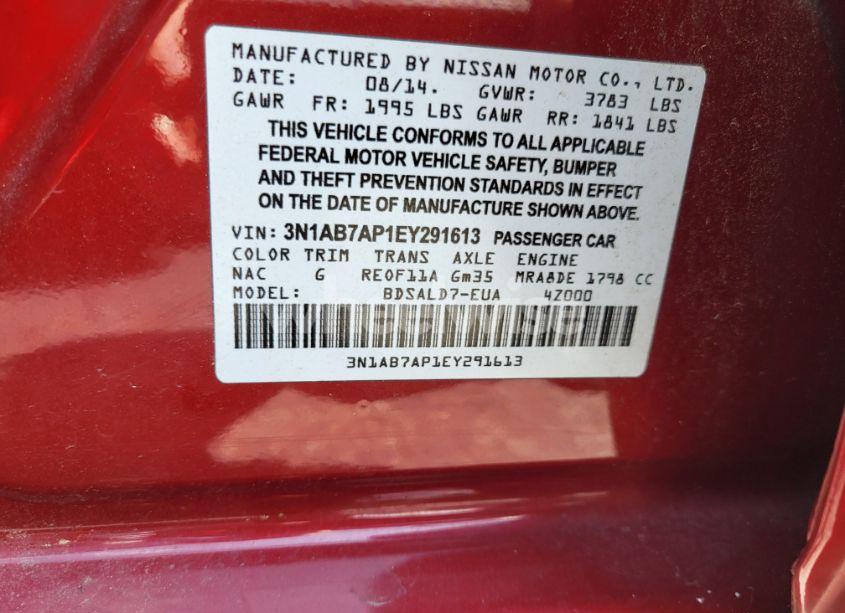 MANUFACTURED BY NISSAN MOTOR CO., LTD.
DATE: 08/14. GVWR: 3783 LBS
GAWR FR: 1995 LBS GAWR RR: 1841 LBS
THIS VEHICLE CONFORMS TO ALL APPLICABLE
FEDERAL MOTOR VEHICLE SAFETY, BUMPER
AND THEFT PREVENTION STANDARDS IN EFFECT
ON THE DATE OF MANUFACTURE SHOWN ABOVE.
VIN: 3N1AB7AP1EY291613 PASSENGER CAR
COLOR TRIM TRANS AXLE ENGINE
NAC G RE0F11A Gm35 MRA8DE 1798 CC
MODEL: BDSALD7-EUA 4Z000
3N1AB7AP1EY291613